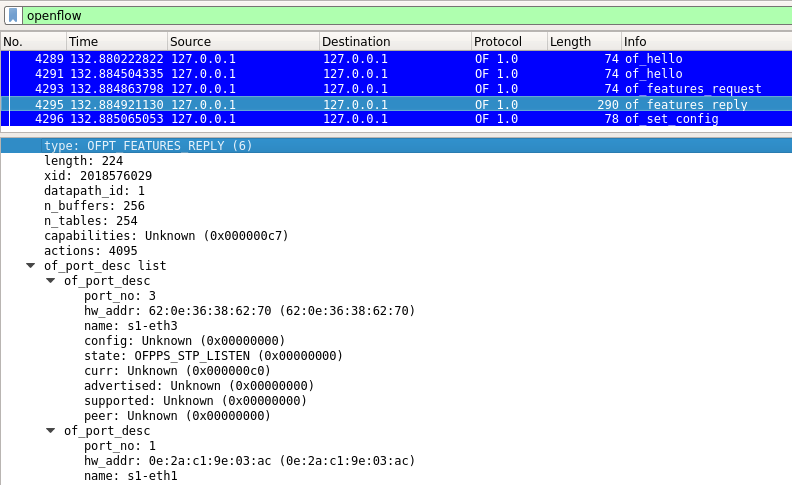 openflow
No. Time Source Destination Protocol Length Info
4289 132.880222822 127.0.0.1 127.0.0.1 OF 1.0 74 of_hello
4291 132.884504335 127.0.0.1 127.0.0.1 OF 1.0 74 of_hello
4293 132.884863798 127.0.0.1 127.0.0.1 OF 1.0 74 of_features_request
4295 132.884921130 127.0.0.1 127.0.0.1 OF 1.0 290 of_features_reply
4296 132.885065053 127.0.0.1 127.0.0.1 OF 1.0 78 of_set_config
type: OFPT_FEATURES_REPLY (6)
length: 224
xid: 2018576029
datapath_id: 1
n_buffers: 256
n_tables: 254
capabilities: Unknown (0x000000c7)
actions: 4095
of_port_desc list
of_port_desc
port_no: 3
hw_addr: 62:0e:36:38:62:70 (62:0e:36:38:62:70)
name: s1-eth3
config: Unknown (0x00000000)
state: OFPPS_STP_LISTEN (0x00000000)
curr: Unknown (0x000000c0)
advertised: Unknown (0x00000000)
supported: Unknown (0x00000000)
peer: Unknown (0x00000000)
of_port_desc
port_no: 1
hw_addr: 0e:2a:c1:9e:03:ac (0e:2a:c1:9e:03:ac)
name: s1-eth1